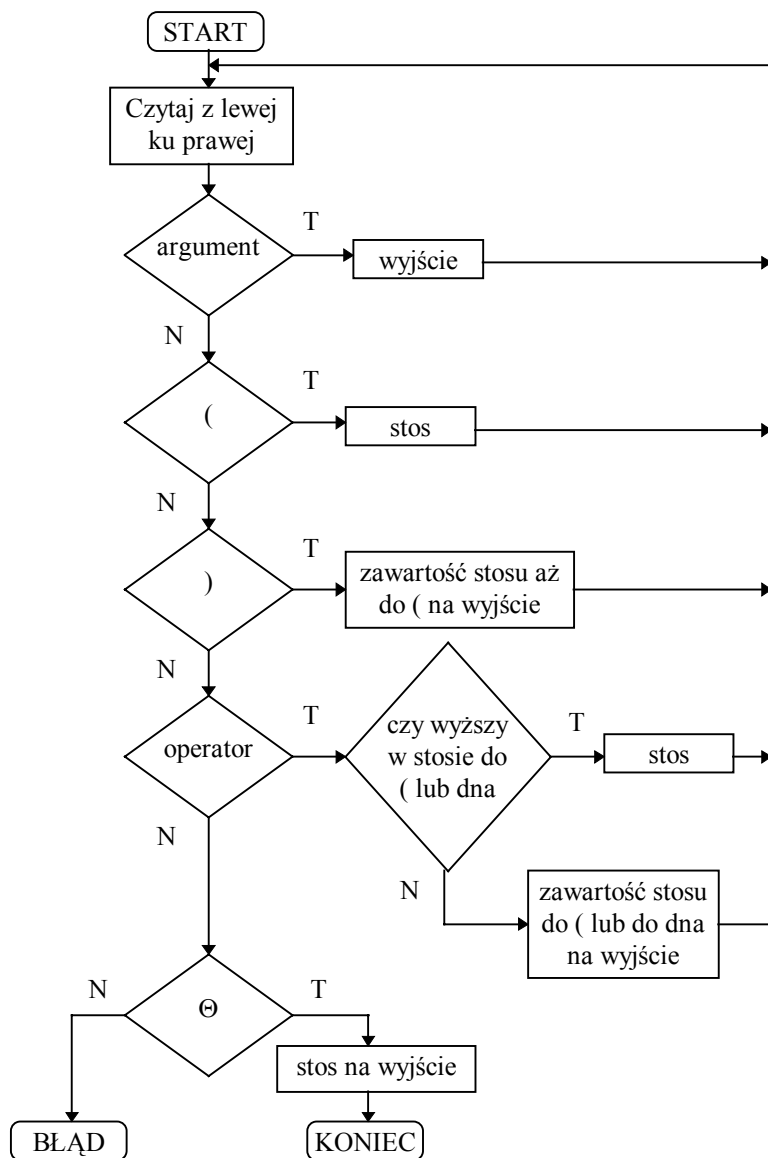 START
Czytaj z lewej
ku prawej
argument
T
wyjście
N
(
T
stos
N
)
T
zawartość stosu aż
do ( na wyjście
N
operator
T
czy wyższy
w stosie do
( lub dna
T
stos
N
N
zawartość stosu
do ( lub do dna
na wyjście
N
Θ
T
stos na wyjście
BŁĄD
KONIEC